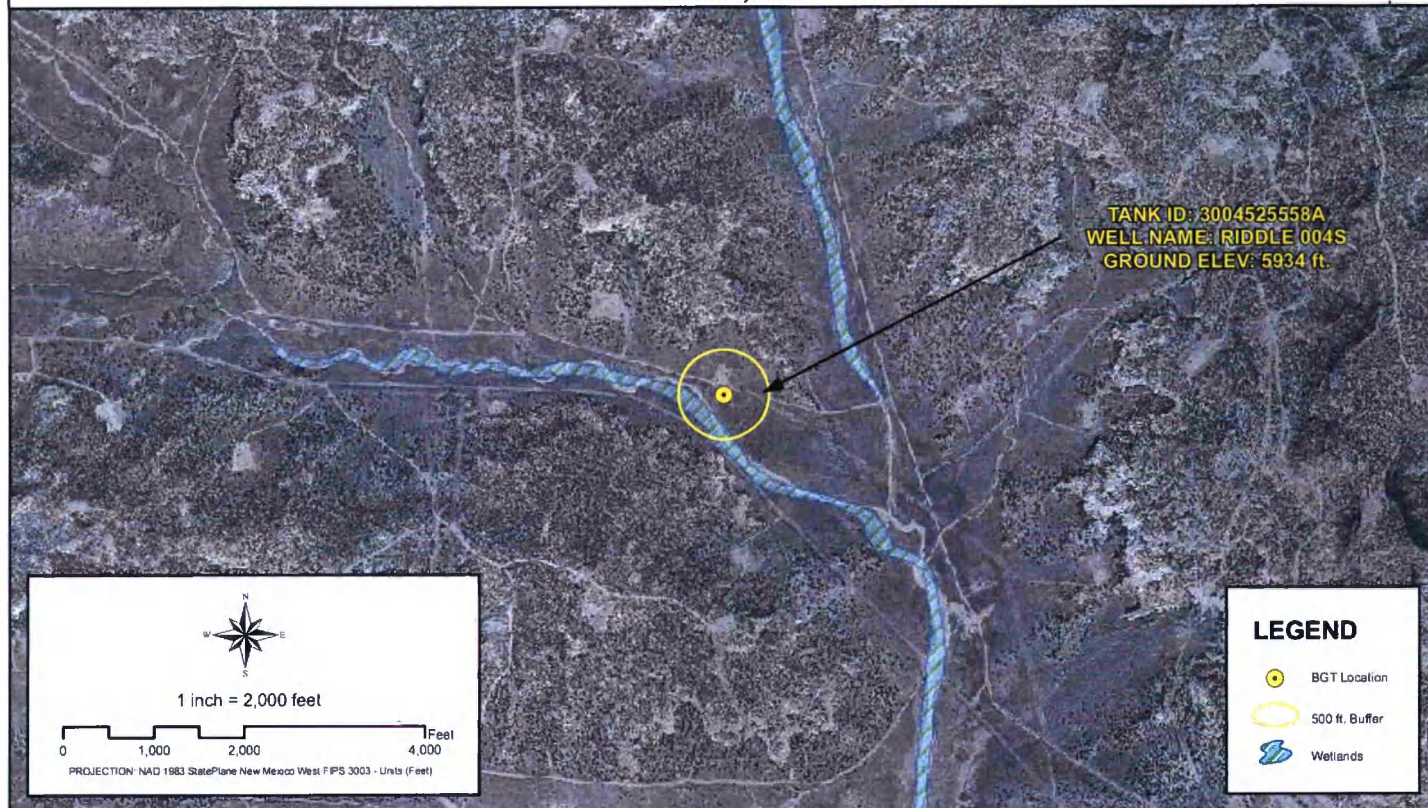 TANK ID: 3004525558A
WELL NAME: RIDDLE 004S
GROUND ELEV: 5934 ft.
N
W E
S
1 inch = 2,000 feet
Feet
0 1,000 2,000 4,000
PROJECTION: NAD 1983 StatePlane New Mexico West FIPS 3003 - Units (Feet)
LEGEND
BGT Location
500 ft. Buffer
Wetlands